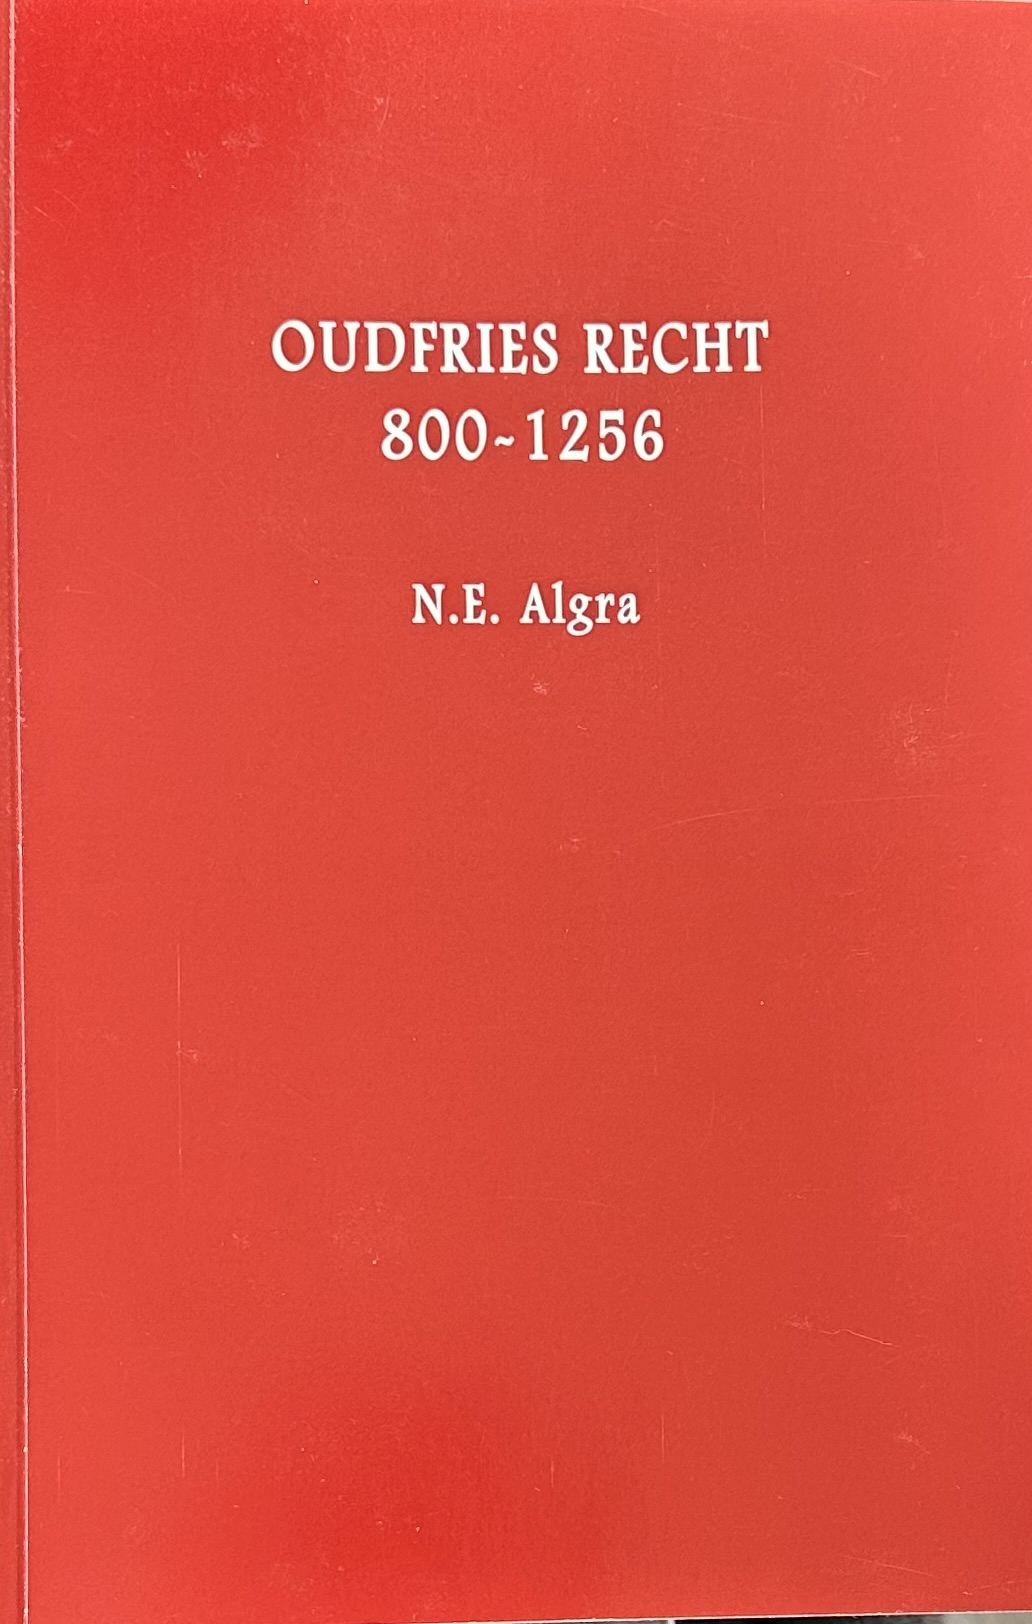 OUDFRIES RECHT
800-1256
N.E. Algra